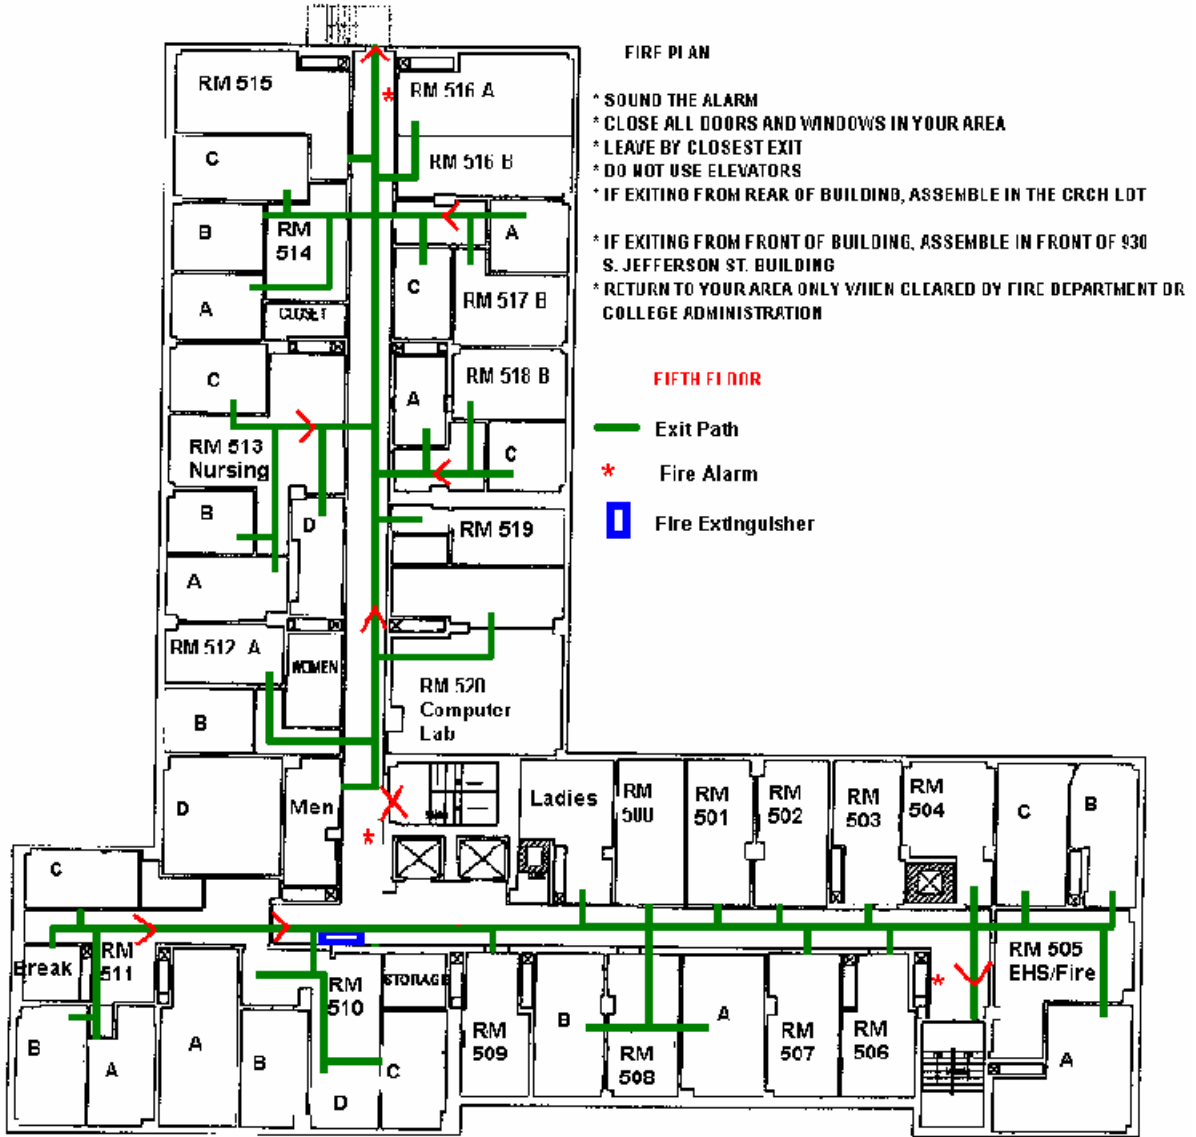 FIRE PLAN
* SOUND THE ALARM
* CLOSE ALL DOORS AND WINDOWS IN YOUR AREA
* LEAVE BY CLOSEST EXIT
* DO NOT USE ELEVATORS
* IF EXITING FROM REAR OF BUILDING, ASSEMBLE IN THE CRCH LOT
* IF EXITING FROM FRONT OF BUILDING, ASSEMBLE IN FRONT OF 930
S. JEFFERSON ST. BUILDING
* RETURN TO YOUR AREA ONLY WHEN CLEARED BY FIRE DEPARTMENT OR
COLLEGE ADMINISTRATION
FIFTH FLOOR
Exit Path
* Fire Alarm
Fire Extinguisher
RM 515
RM 516 A
C
RM 516 B
B
RM
514
A
A
C
RM 517 B
CLOSET
C
A
RM 518 B
RM 513
Nursing
C
B
D
RM 519
A
RM 512 A
WOMEN
RM 520
Computer
Lab
B
D
Men
Ladies
RM
500
RM
501
RM
502
RM
503
RM
504
C
B
C
Break
RM
511
RM
510
STORAGE
RM 505
EHS/Fire
B
A
A
B
D
C
RM
509
B
RM
508
A
RM
507
RM
506
A